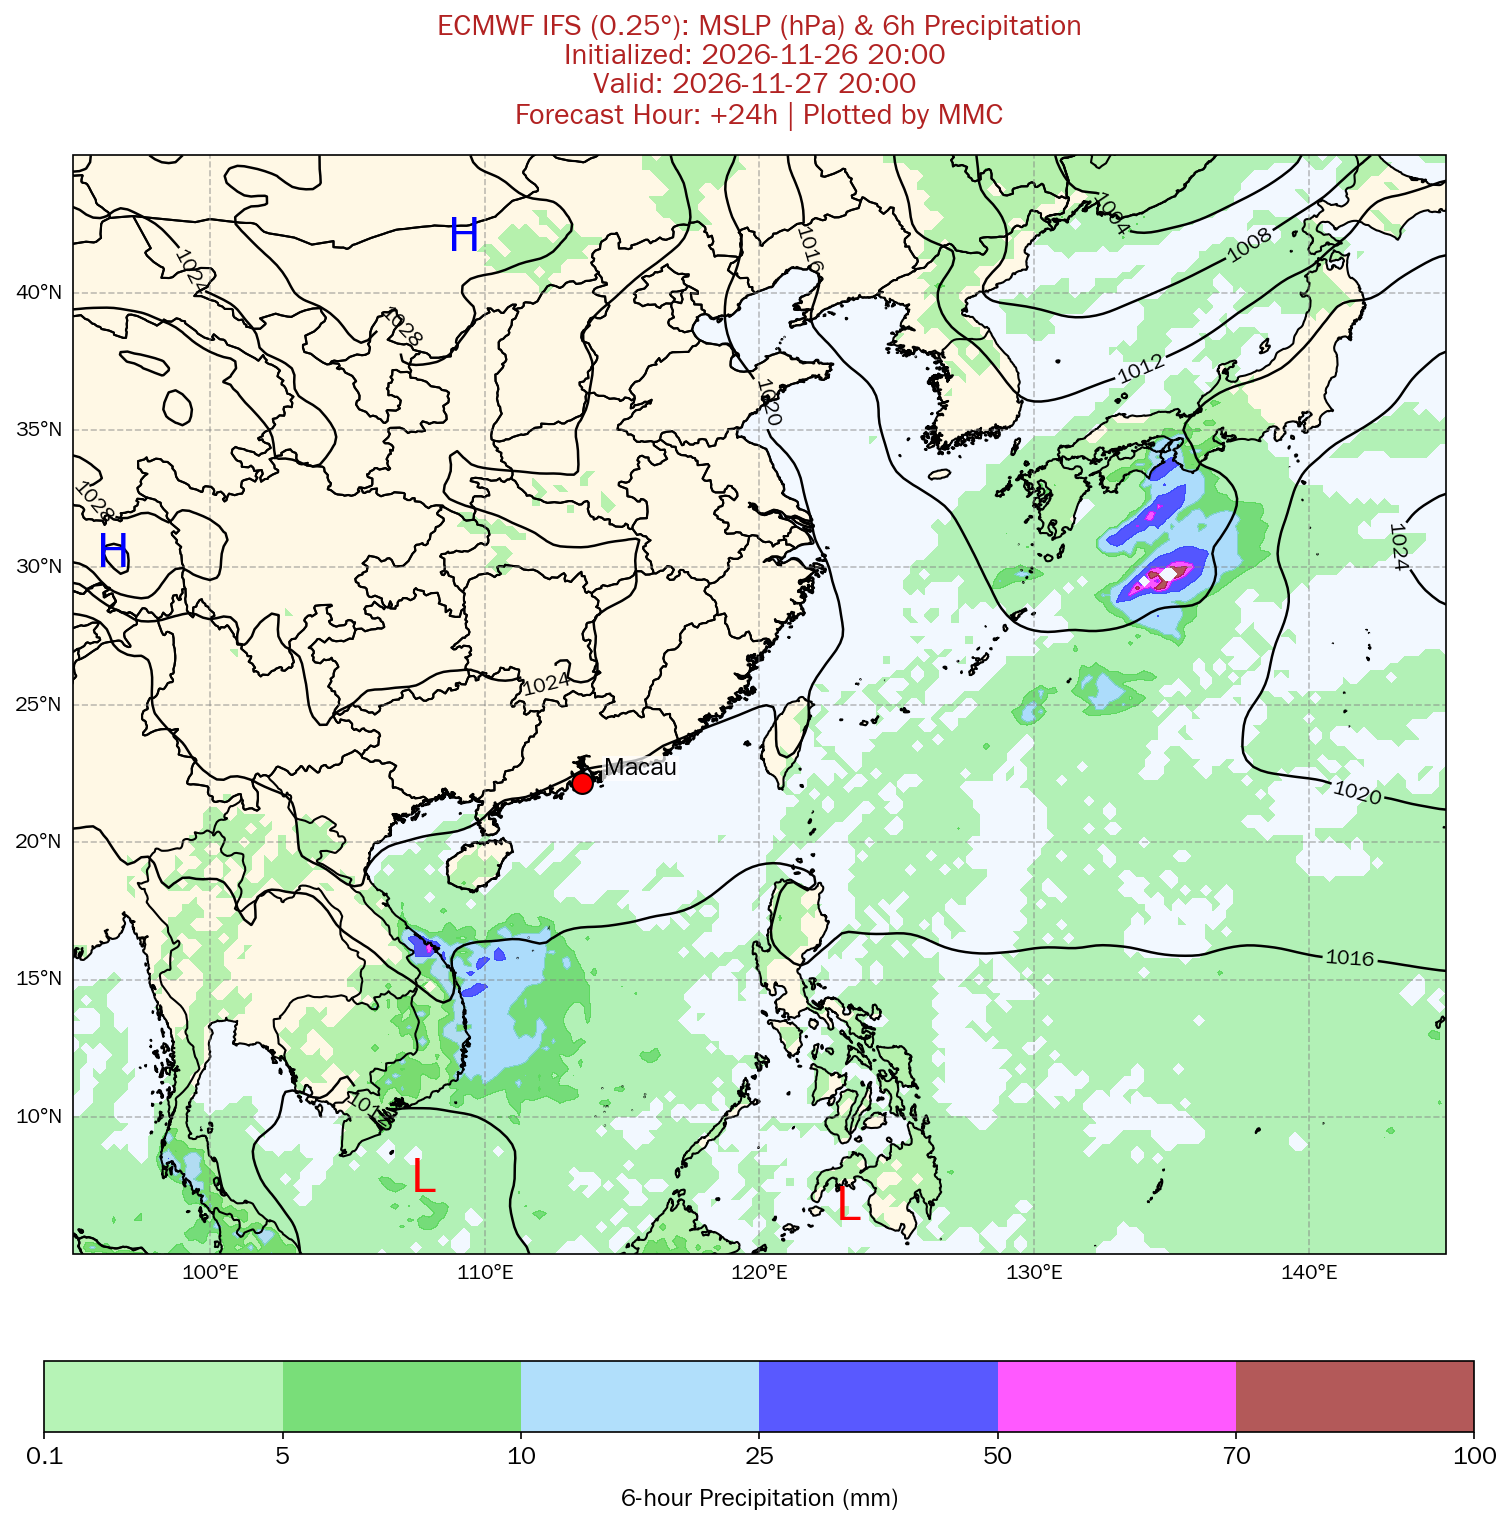 ECMWF IFS (0.25°): MSLP (hPa) & 6h Precipitation
Initialized: 2026-11-26 20:00
Valid: 2026-11-27 20:00
Forecast Hour: +24h | Plotted by MMC
1004
H
1008
1016
1024
40°N
1028
1012
1020
35°N
1028
1024
H
30°N
1024
25°N
Macau
1020
20°N
1016
15°N
10°N
L
L
100°E 110°E 120°E 130°E 140°E
0.1 5 10 25 50 70 100
6-hour Precipitation (mm)